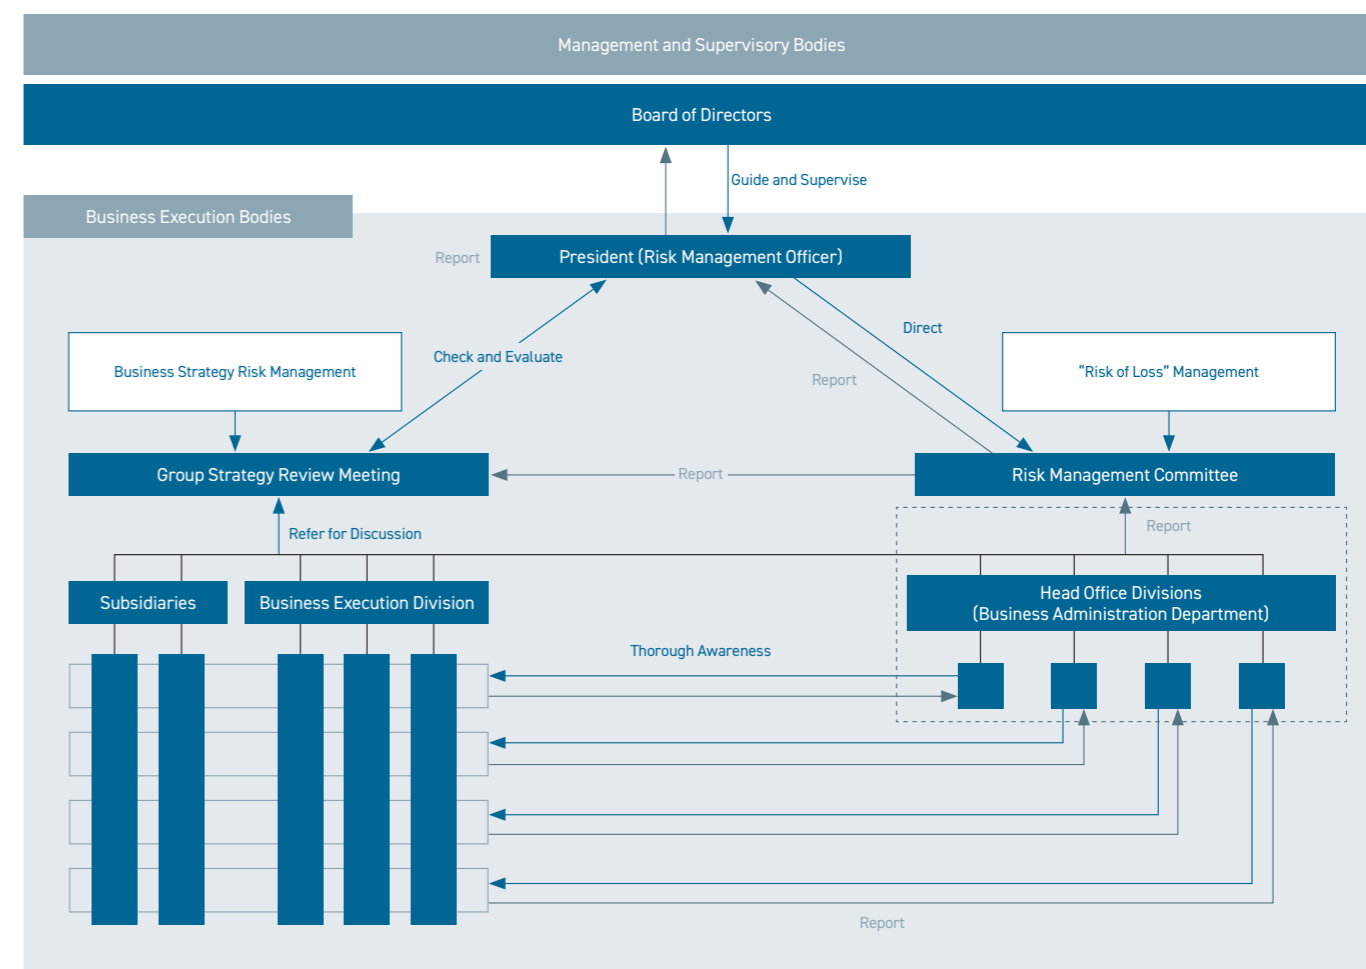 Management and Supervisory Bodies
Board of Directors
Guide and Supervise
Business Execution Bodies
Report
President (Risk Management Officer)
Direct
Check and Evaluate
Business Strategy Risk Management
Report
“Risk of Loss” Management
Group Strategy Review Meeting
Report
Risk Management Committee
Refer for Discussion
Report
Subsidiaries
Business Execution Division
Head Office Divisions
(Business Administration Department)
Thorough Awareness
Report